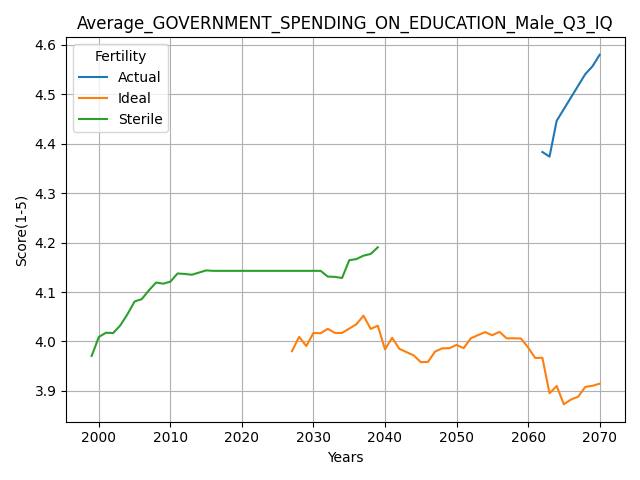 Average_GOVERNMENT_SPENDING_ON_EDUCATION_Male_Q3_IQ
Fertility
Actual
Ideal
Sterile
Score(1-5)
4.6
4.5
4.4
4.3
4.2
4.1
4.0
3.9
2000 2010 2020 2030 2040 2050 2060 2070
Years